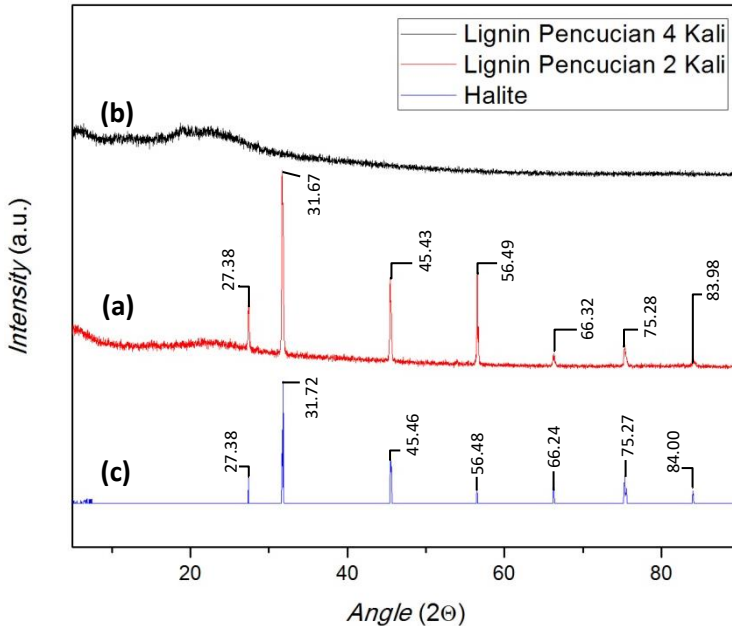 Lignin Pencucian 4 Kali
Lignin Pencucian 2 Kali
Halite
(b)
31.67
45.43
56.49
27.38
83.98
66.32
75.28
(a)
31.72
45.46
27.38
56.48
66.24
75.27
84.00
(c)
20 40 60 80
Intensity (a.u.)
Angle (2Θ)